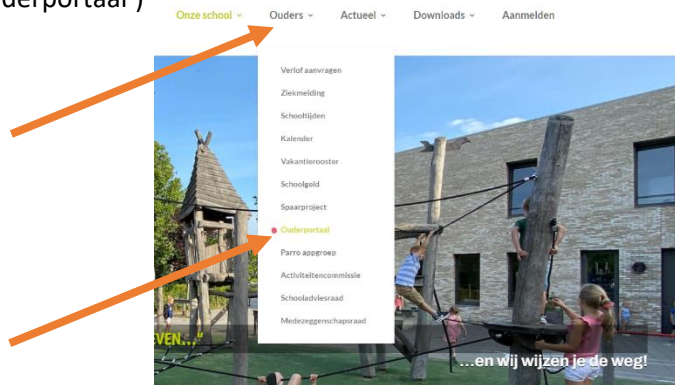 derportaal')
Onze school Ouders Actueel Downloads Aanmelden
Verlof aanvragen
Ziekmelding
Schooltijden
Kalender
Vakantierooster
Schoolgeld
Spaarproject
Ouderportaal
Parro appgroep
Activiteitencommissie
Schooladviesraad
Medezeggenschapsraad
EVEN..."
...en wij wijzen je de weg!